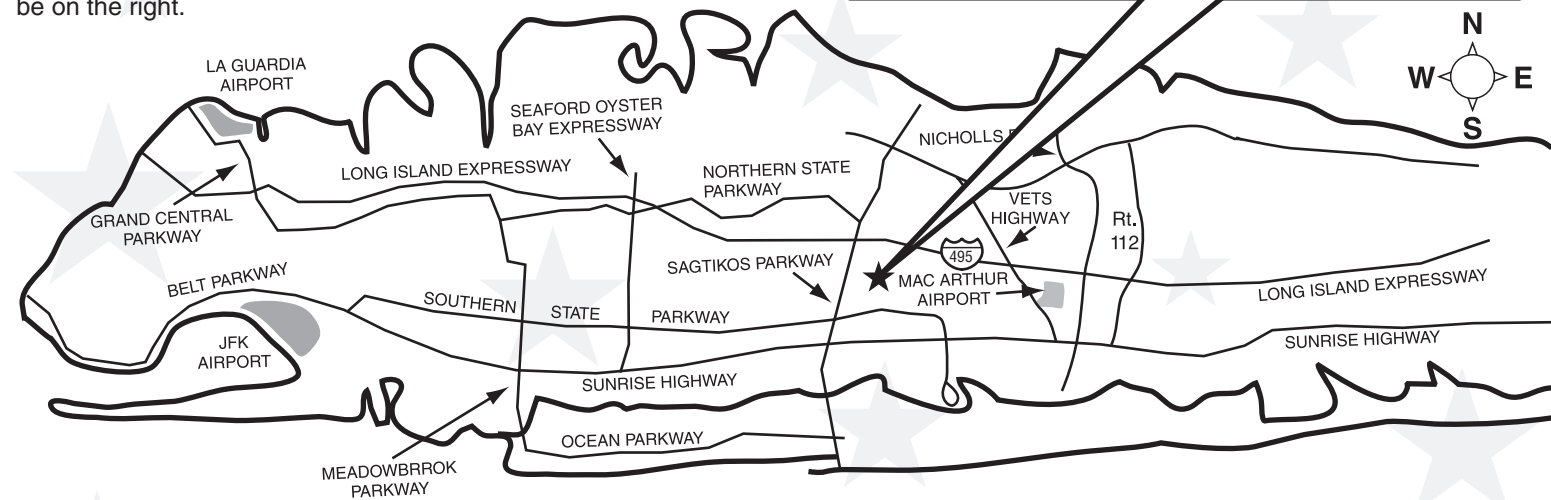 be on the right.
N
W E
S
LA GUARDIA
AIRPORT
SEAFORD OYSTER
BAY EXPRESSWAY
LONG ISLAND EXPRESSWAY
NORTHERN STATE
PARKWAY
NICHOLLS
VETS
HIGHWAY
Rt.
112
GRAND CENTRAL
PARKWAY
495
SAGTIKOS PARKWAY
MAC ARTHUR
AIRPORT
BELT PARKWAY
SOUTHERN STATE PARKWAY
LONG ISLAND EXPRESSWAY
JFK
AIRPORT
SUNRISE HIGHWAY
SUNRISE HIGHWAY
OCEAN PARKWAY
MEADOWBRROK
PARKWAY